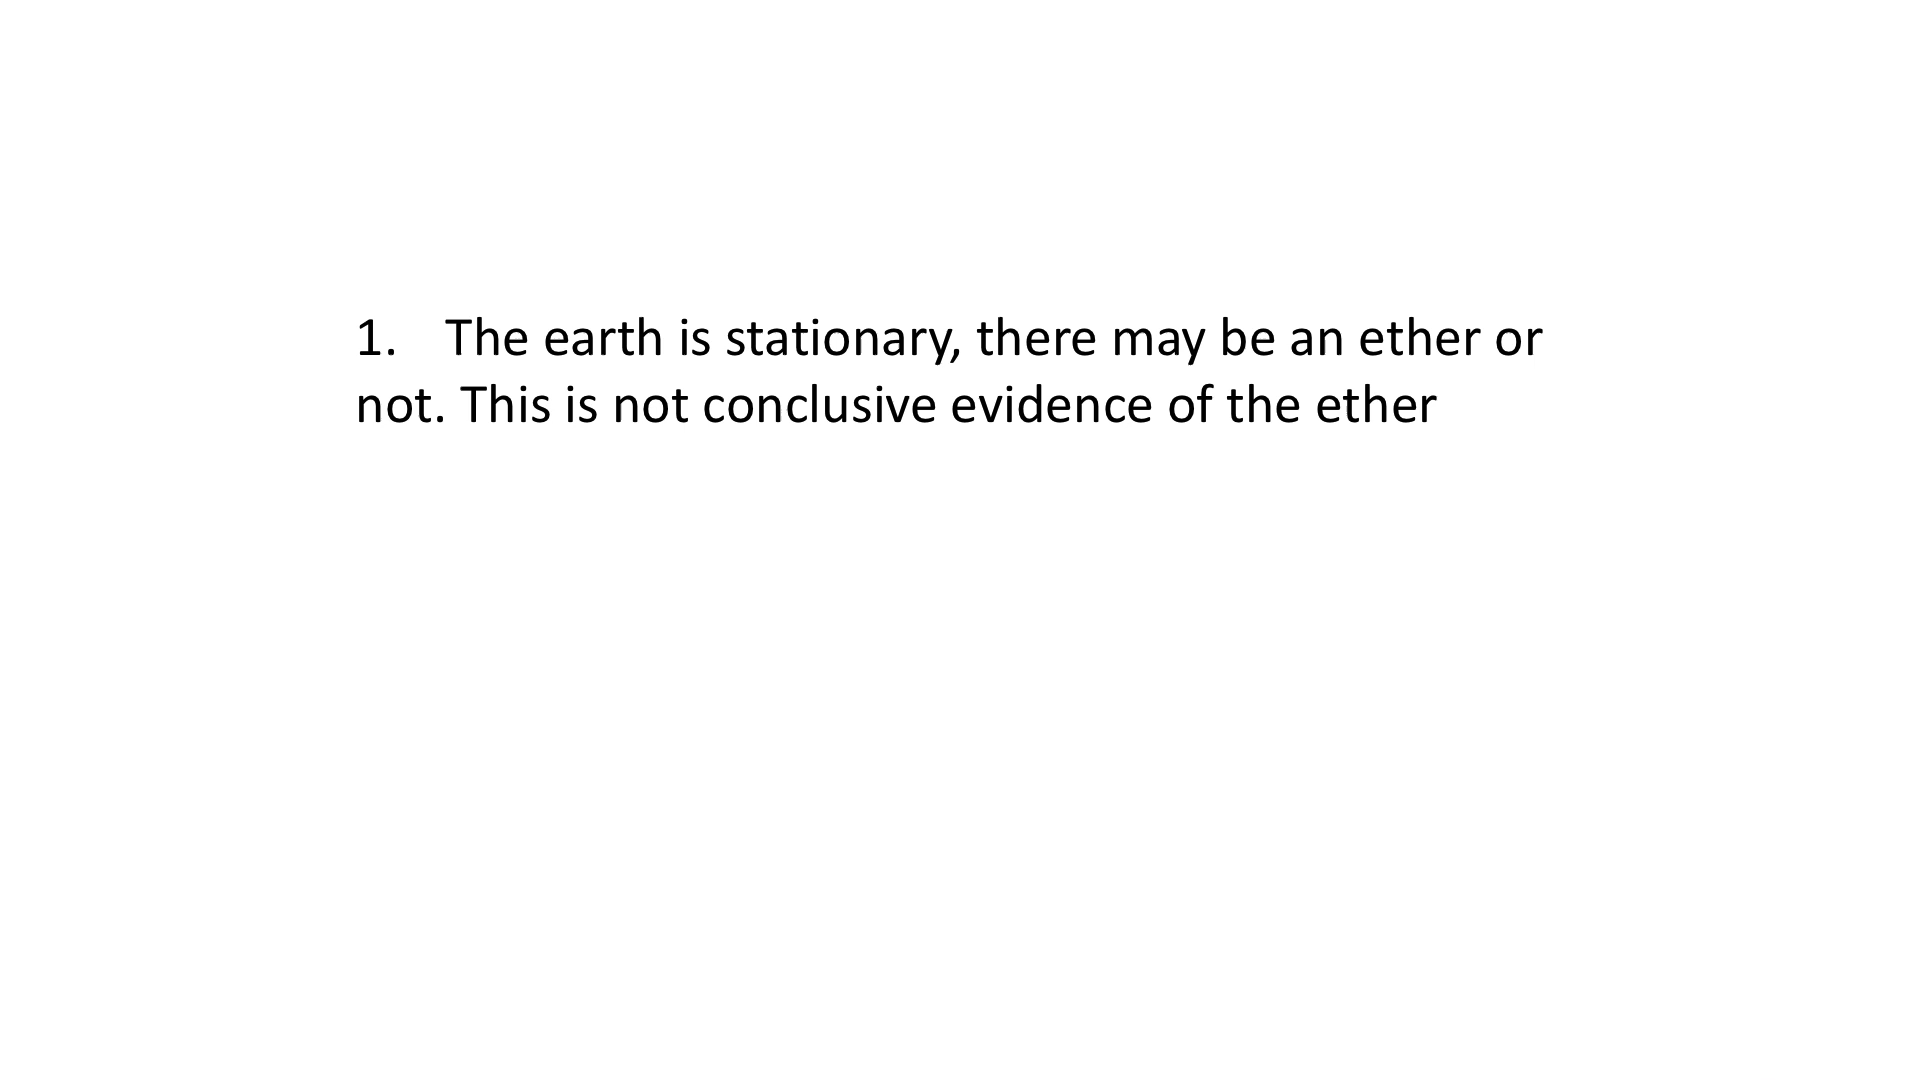 1. The earth is stationary, there may be an ether or
not. This is not conclusive evidence of the ether